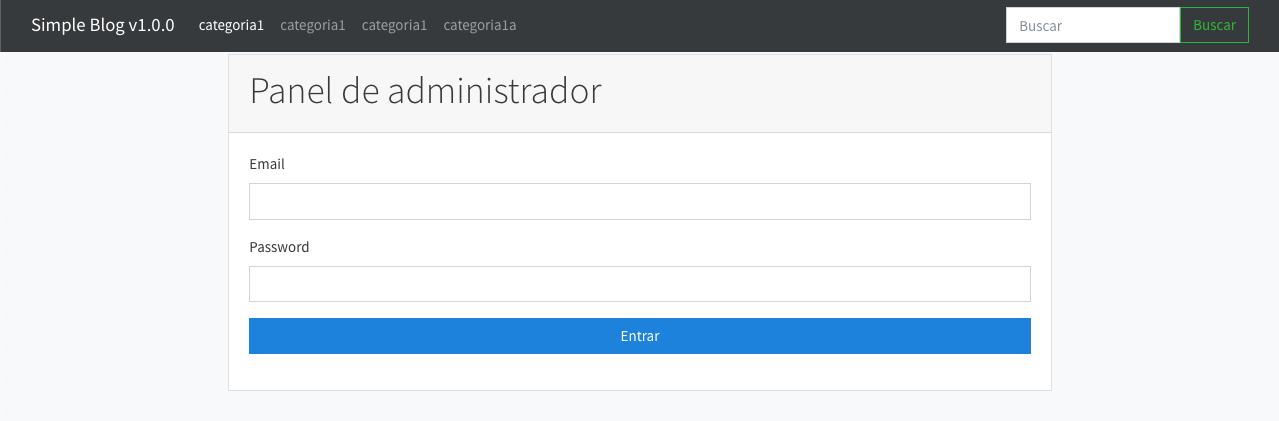 Simple Blog v1.0.0 categoria1 categoria1 categoria1 categoria1a Buscar Buscar
Panel de administrador
Email
Password
Entrar